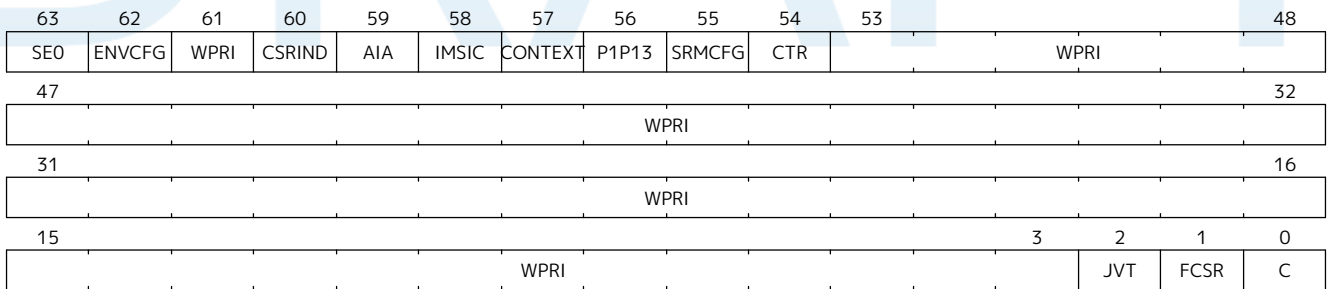 63 62 61 60 59 58 57 56 55 54 53 48
SE0 ENVCFG WPRI CSRIND AIA IMSIC CONTEXT P1P13 SRMCFG CTR WPRI
47 32
WPRI
31 16
WPRI
15 3 2 1 0
WPRI JVT FCSR C